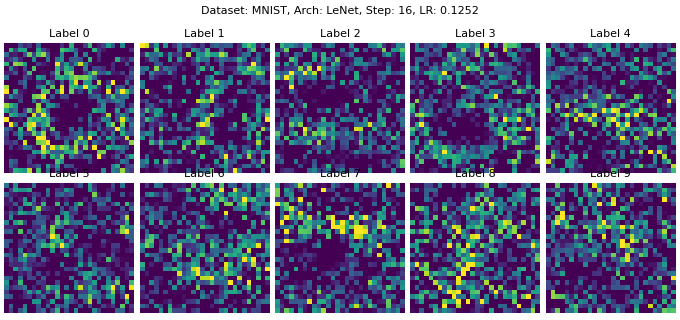 Dataset: MNIST, Arch: LeNet, Step: 16, LR: 0.1252
Label 0 Label 1 Label 2 Label 3 Label 4
Label 5 Label 6 Label 7 Label 8 Label 9